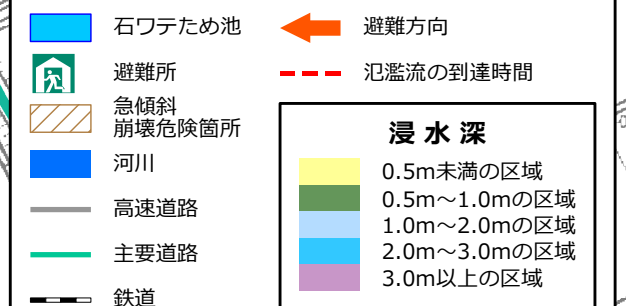 石ワテため池
避難所
急傾斜
崩壊危険箇所
河川
高速道路
主要道路
鉄道
避難方向
氾濫流の到達時間
浸水深
0.5m未満の区域
0.5m～1.0mの区域
1.0m～2.0mの区域
2.0m～3.0mの区域
3.0m以上の区域